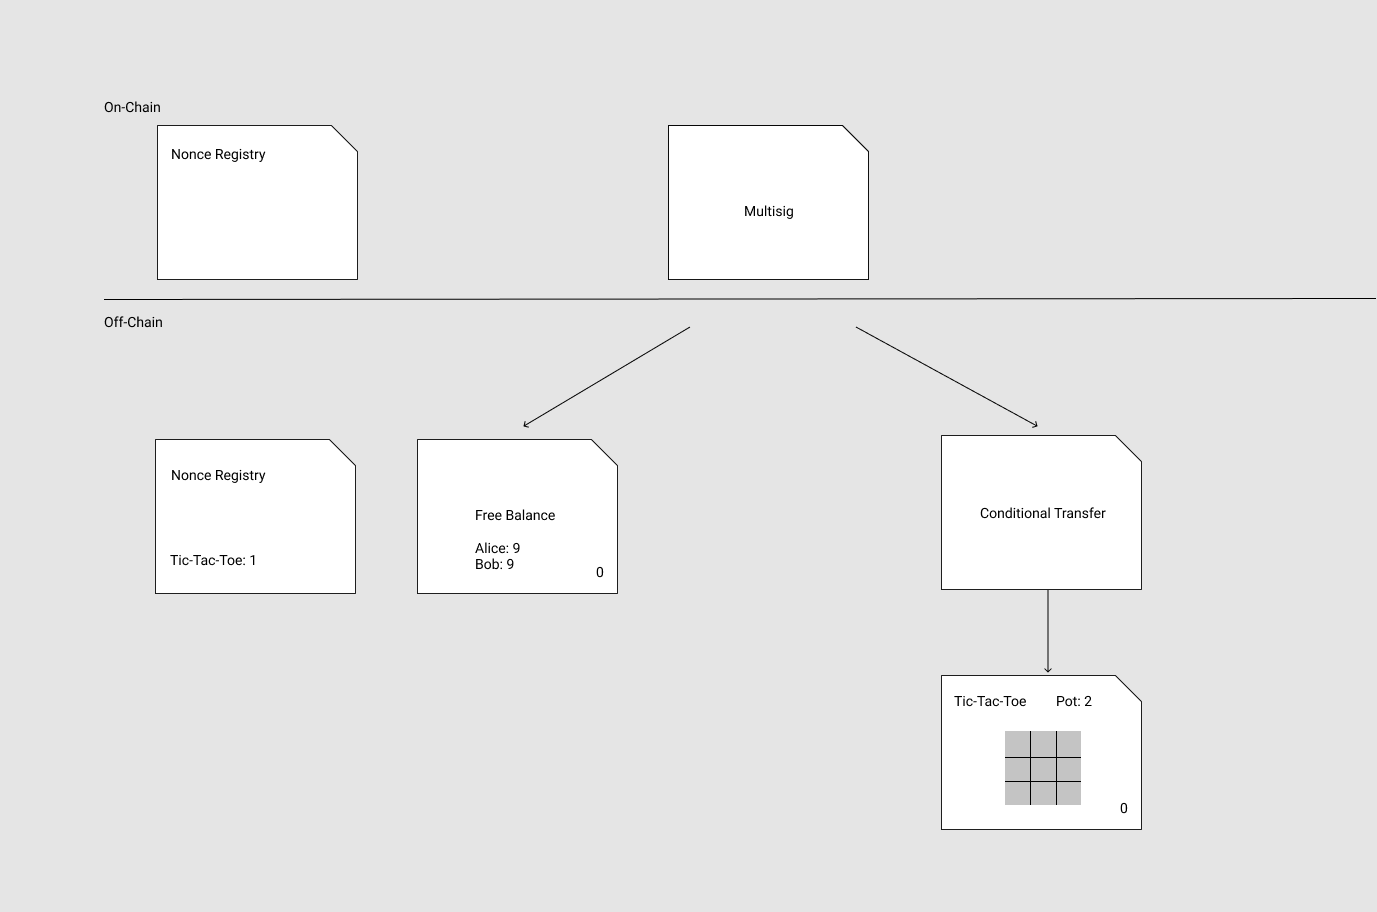 On-Chain
Nonce Registry
Multisig
Off-Chain
Nonce Registry
Tic-Tac-Toe: 1
Free Balance
Alice: 9
Bob: 9
0
Conditional Transfer
Tic-Tac-Toe Pot: 2
0